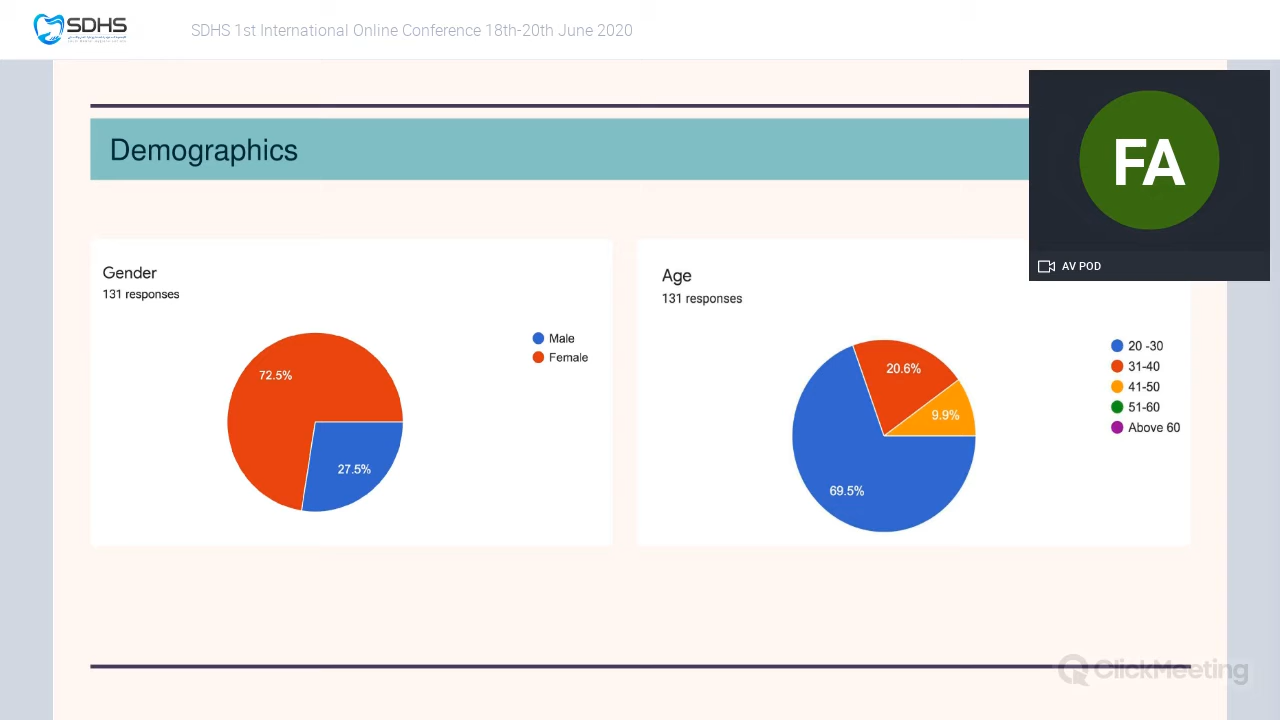 SDHS
SDHS 1st International Online Conference 18th-20th June 2020
Demographics
FA
AV POD
Gender
131 responses
Male
Female
72.5%
27.5%
Age
131 responses
20 -30
31-40
41-50
51-60
Above 60
20.6%
9.9%
69.5%
ClickMeeting